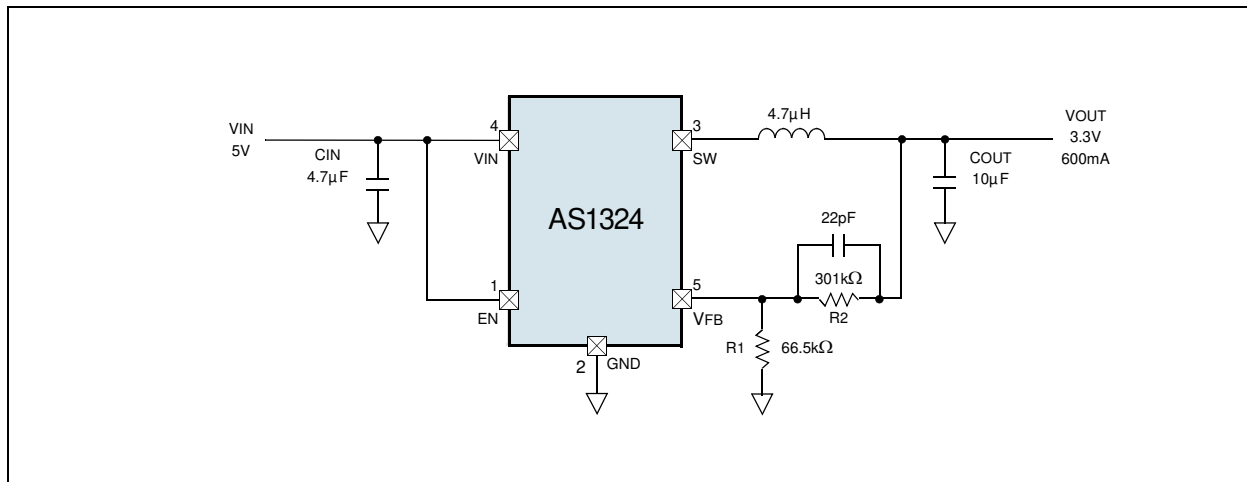 VIN
5V
CIN
4.7µF
4
VIN
1
EN
AS1324
2
GND
3
SW
5
VFB
4.7µH
22pF
301kΩ
R2
R1
66.5kΩ
COUT
10µF
VOUT
3.3V
600mA